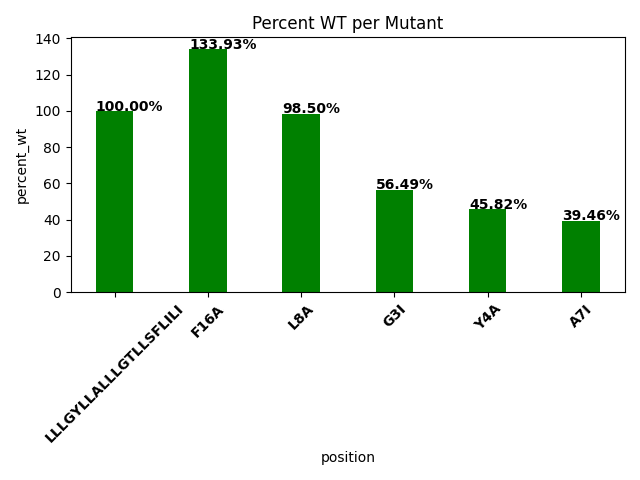 Percent WT per Mutant
percent_wt
140
120
100
80
60
40
20
0
100.00%
133.93%
98.50%
56.49%
45.82%
39.46%
LLLGYLLALLLGTLLSFLILI
F16A
L8A
G3I
Y4A
A7I
position